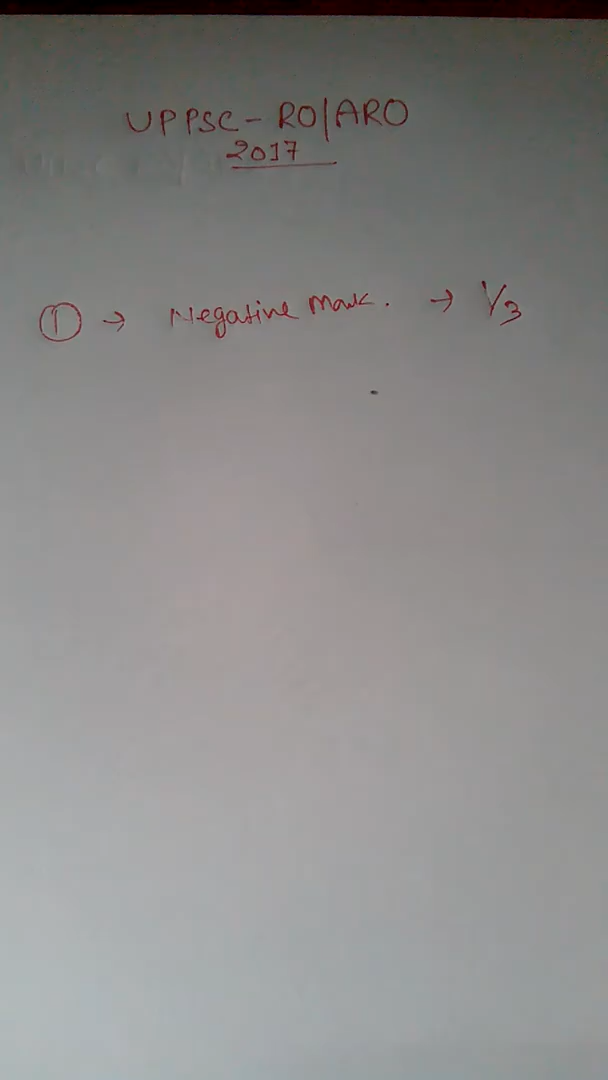 UPPSC - RO/ARO
2017
① → Negative Mark. → 1/3